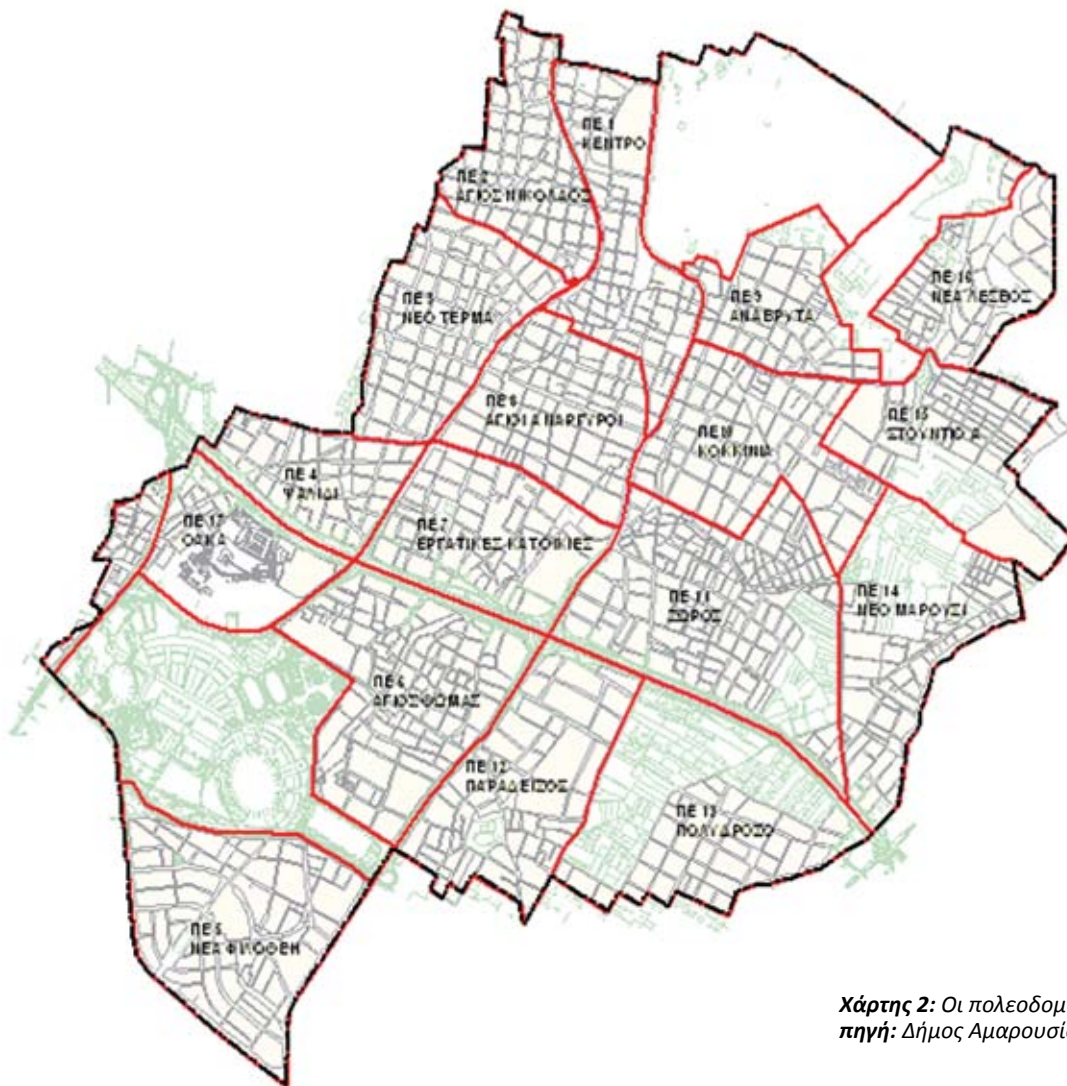 ΠΕ 1
ΚΕΝΤΡΟ
ΠΕ 2
ΑΓΙΟΣ ΝΙΚΟΛΑΟΣ
ΠΕ 16
ΝΕΑ ΛΕΣΒΟΣ
ΠΕ 3
ΝΕΟ ΤΕΡΜΑ
ΠΕ 9
ΑΝΑΒΡΥΤΑ
ΠΕ 8
ΑΓΙΟΙ ΑΝΑΡΓΥΡΟΙ
ΠΕ 10
ΚΟΚΚΙΝΙΑ
ΠΕ 15
ΣΤΟΥΝΤΙΟ Α
ΠΕ 4
ΨΑΛΙΔΙ
ΠΕ 17
ΟΑΚΑ
ΠΕ 7
ΕΡΓΑΤΙΚΕΣ ΚΑΤΟΙΚΙΕΣ
ΠΕ 11
ΣΩΡΟΣ
ΠΕ 14
ΝΕΟ ΜΑΡΟΥΣΙ
ΠΕ 6
ΑΓΙΟΣ ΘΩΜΑΣ
ΠΕ 12
ΠΑΡΑΔΕΙΣΟΣ
ΠΕ 13
ΠΟΛΥΔΡΟΣΟ
ΠΕ 5
ΝΕΑ ΦΙΛΟΘΕΗ
Χάρτης 2: Οι πολεοδομ
πηγή: Δήμος Αμαρουσίο